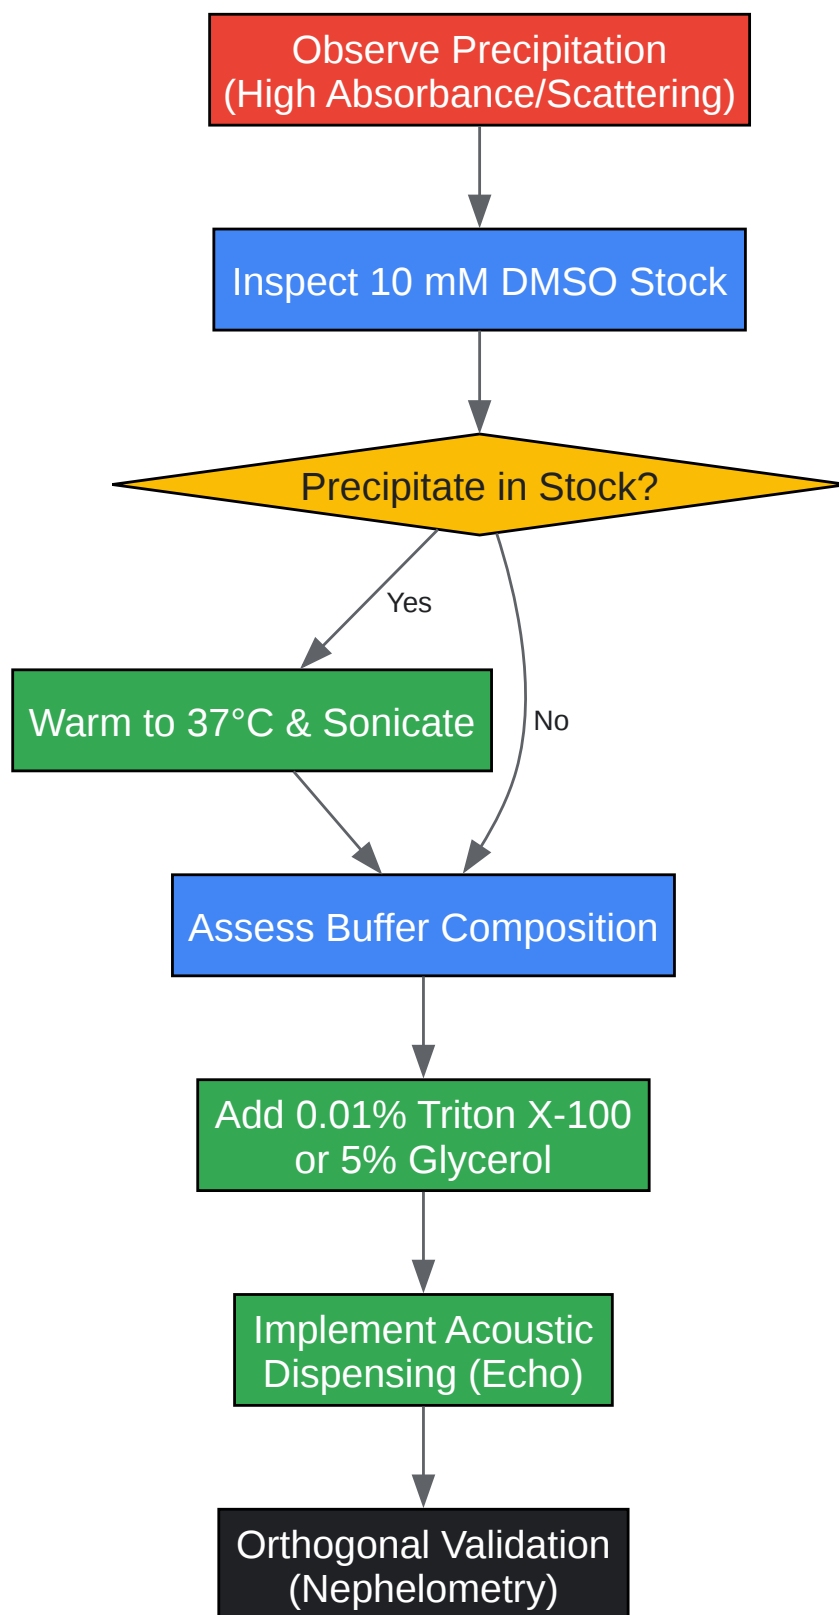 Observe Precipitation
(High Absorbance/Scattering)
Inspect 10 mM DMSO Stock
Precipitate in Stock?
Yes
Warm to 37°C & Sonicate
No
Assess Buffer Composition
Add 0.01% Triton X-100
or 5% Glycerol
Implement Acoustic
Dispensing (Echo)
Orthogonal Validation
(Nephelometry)